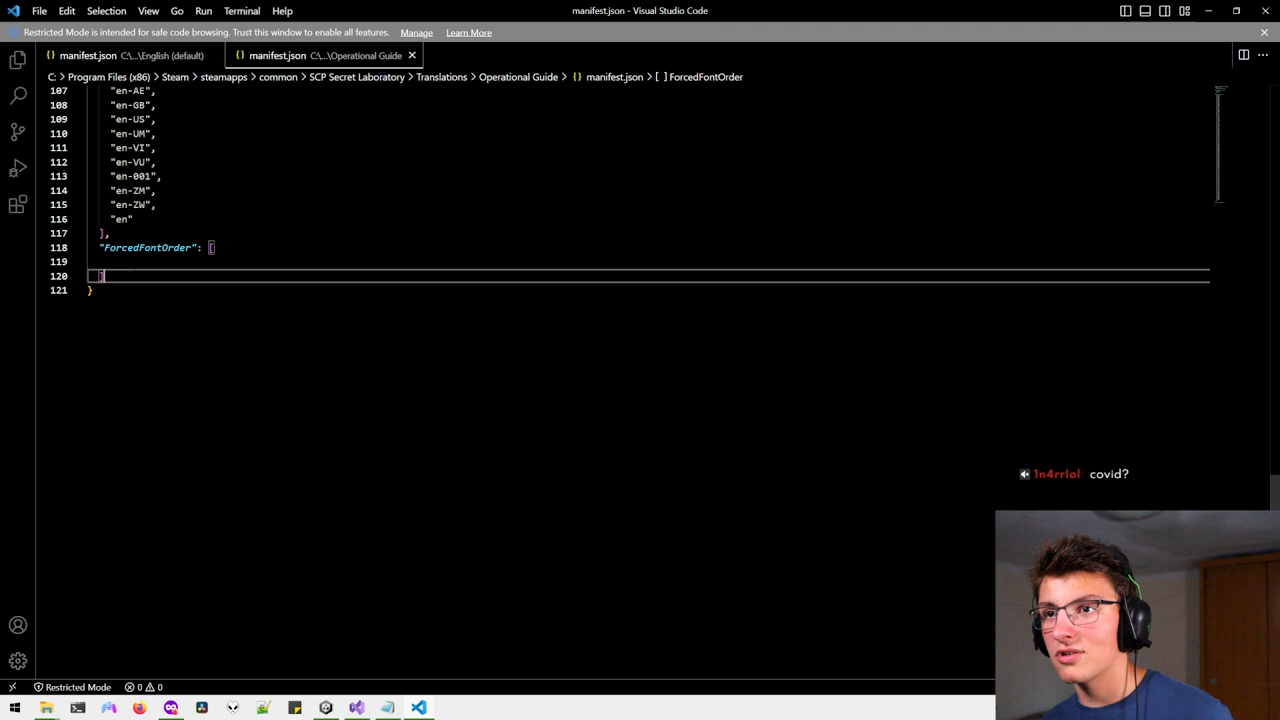 File Edit Selection View Go Run Terminal Help
manifest.json - Visual Studio Code
Restricted Mode is intended for safe code browsing. Trust this window to enable all features. Manage Learn More
manifest.json C:\...\English (default)
manifest.json C:\...\Operational Guide
C: > Program Files (x86) > Steam > steamapps > common > SCP Secret Laboratory > Translations > Operational Guide > {} manifest.json > [ ] ForcedFontOrder
107 "en-AE",
108 "en-GB",
109 "en-US",
110 "en-UM",
111 "en-VI",
112 "en-VU",
113 "en-001",
114 "en-ZM",
115 "en-ZW",
116 "en"
117 ],
118 "ForcedFontOrder": [
119
120 ]
121 }
1n4rrlol: covid?
Restricted Mode 0 0